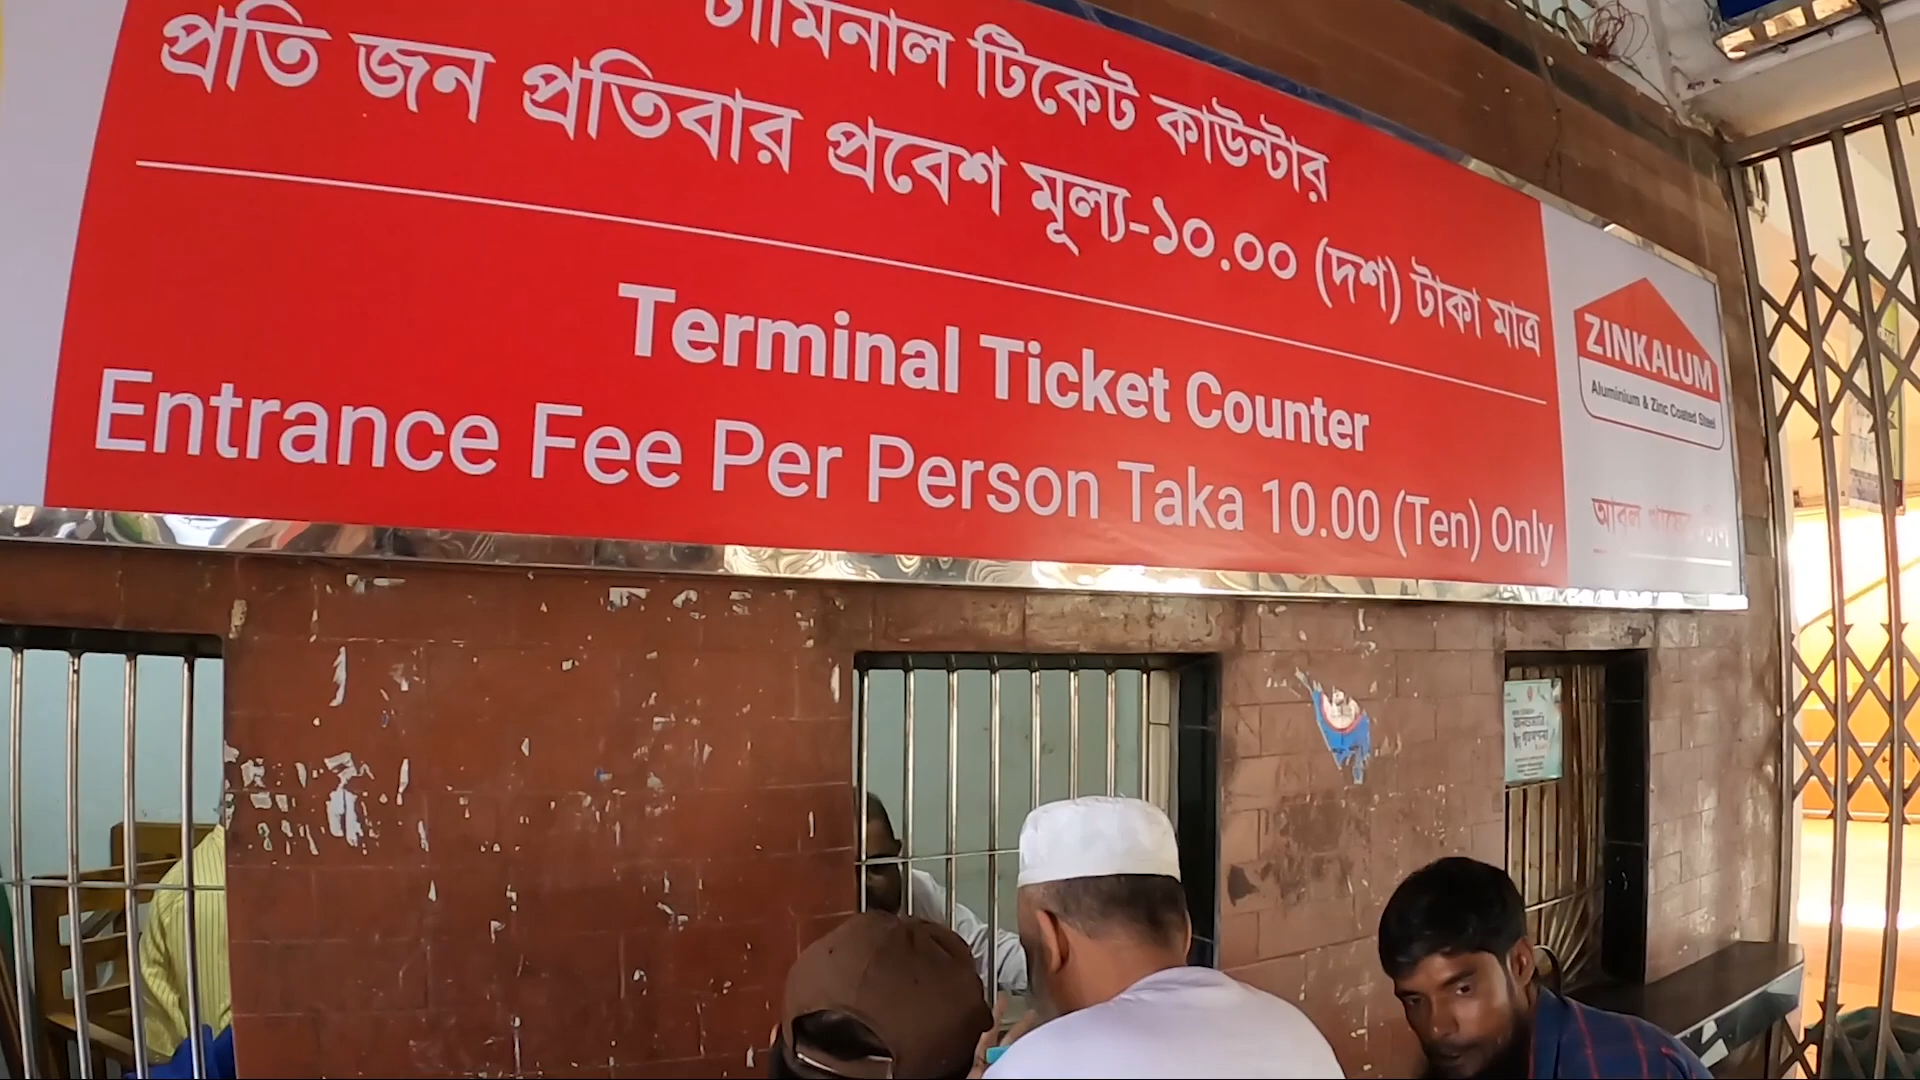 টার্মিনাল টিকেট কাউন্টার
প্রতি জন প্রতিবার প্রবেশ মূল্য-১০.০০ (দশ) টাকা মাত্র
Terminal Ticket Counter
Entrance Fee Per Person Taka 10.00 (Ten) Only
ZINKALUM
Aluminium & Zinc Coated Steel
আবুল খায়ের স্টীল